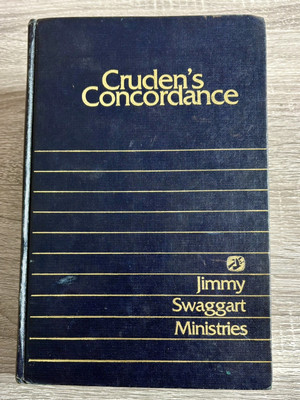 Cruden's
Concordance
Jimmy
Swaggart
Ministries